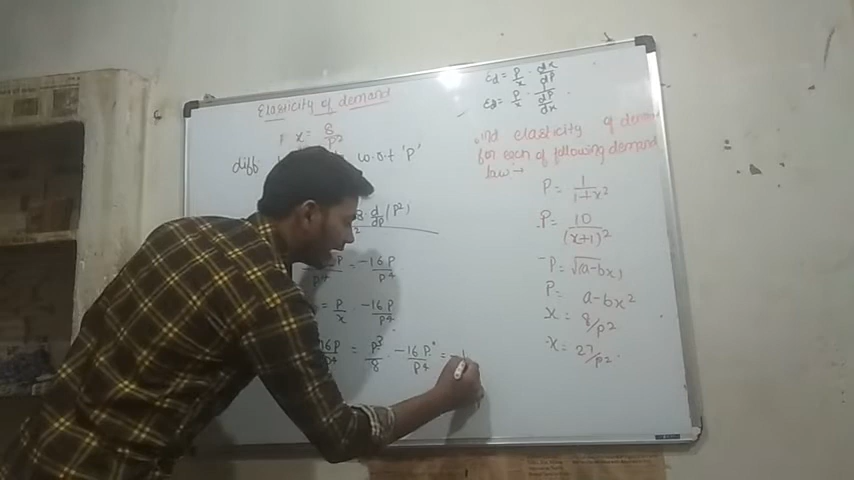 Elasticity of demand
x = 8/P2
diff w.o.t 'P'
d/dp (P2)
P4 = -16P/P4
= P/x . -16P/P4
16P/P4 = P3/8 . -16P/P4 = -
Ed = P/x . dx/dP
Ed = P/x . 1/dP/dx
elasticity of
for each of following demand
law →
P = 1/1+x2
P = 10/(x+1)2
P = √(a-bx)
P = a-bx2
x = 8/p2
x = 27/p2